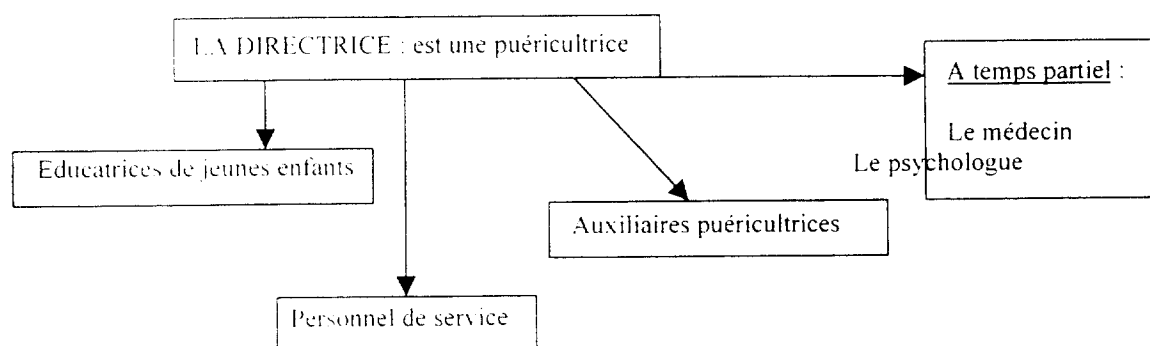 LA DIRECTRICE : est une puéricultrice
A temps partiel :
Le médecin
Le psychologue
Educatrices de jeunes enfants
Auxiliaires puéricultrices
Personnel de service